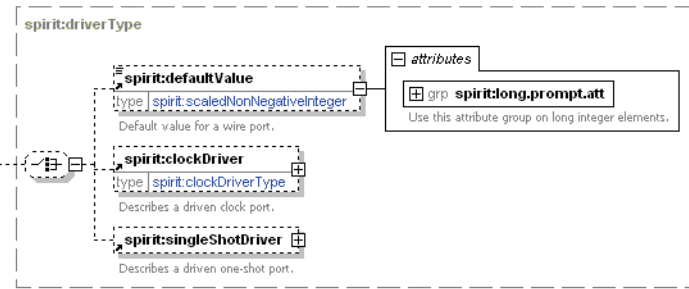 spirit:driverType
spirit:defaultValue
type spirit:scaledNonNegativeInteger
Default value for a wire port.
attributes
grp spirit:long.prompt.att
Use this attribute group on long integer elements.
spirit:clockDriver
type spirit:clockDriverType
Describes a driven clock port.
spirit:singleShotDriver
Describes a driven one-shot port.